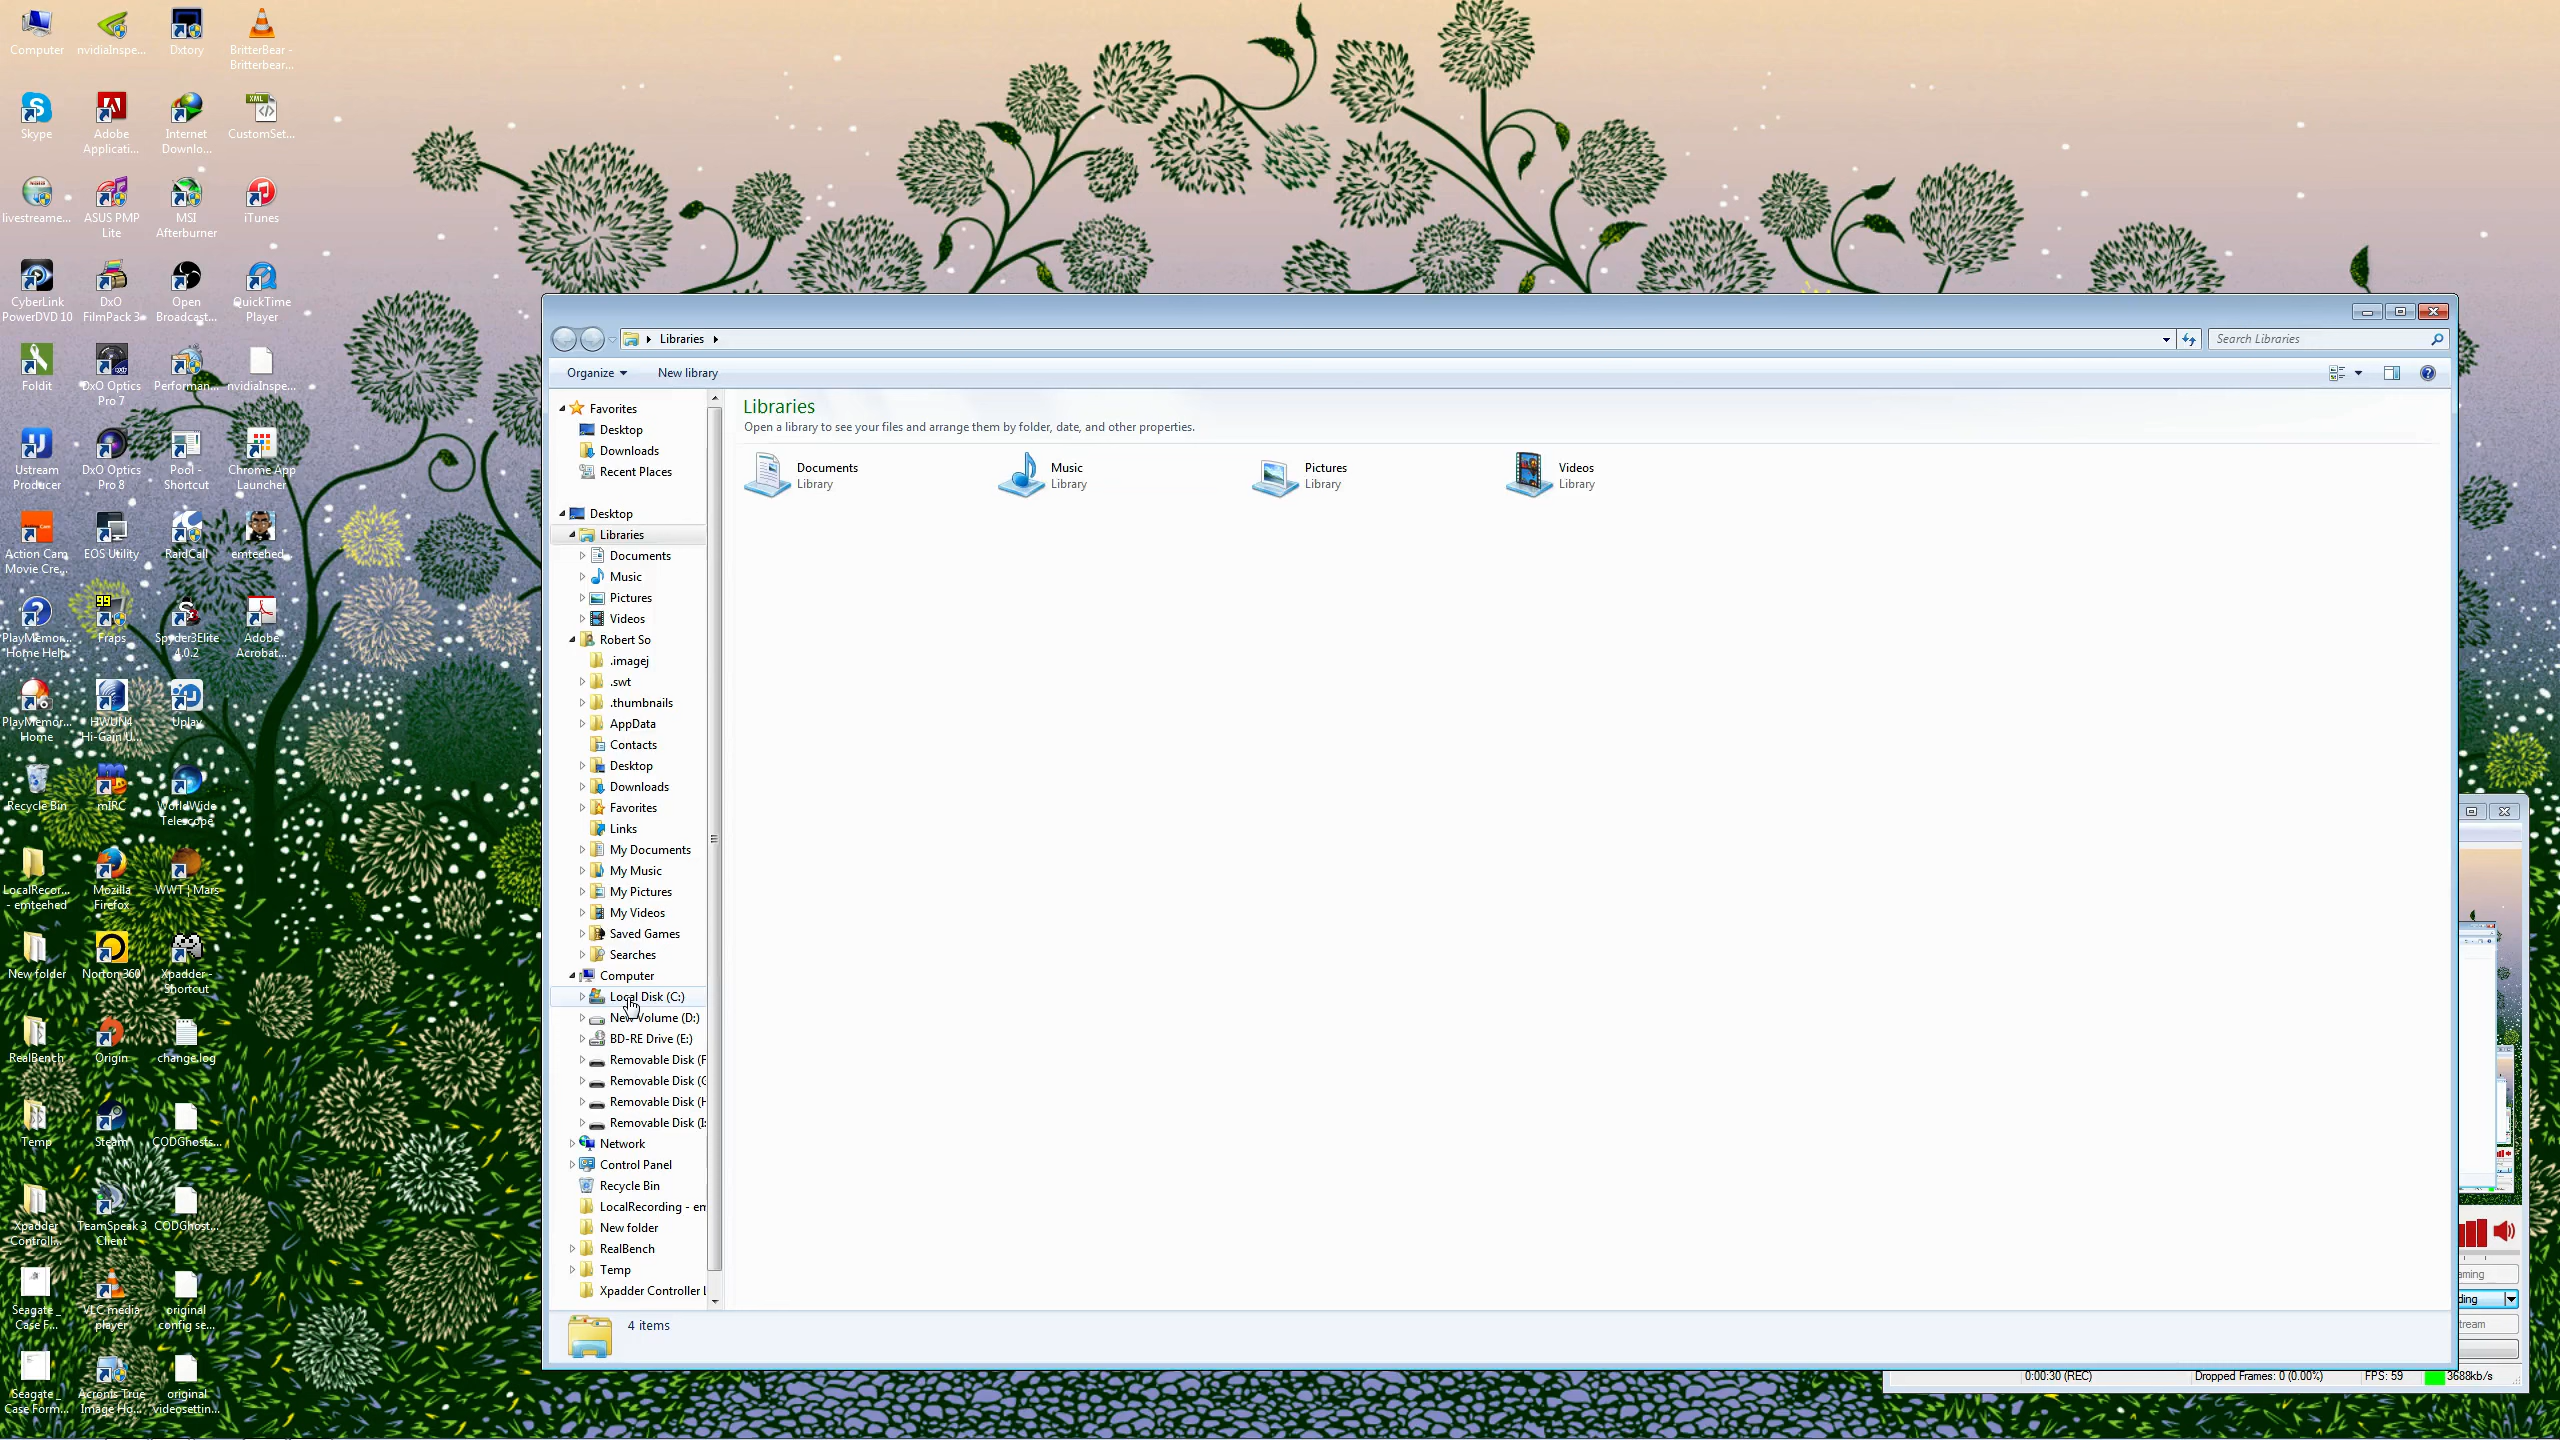 Computer
nvidiaInspe...
Dxtory
BritterBear -
Britterbear...
Skype
Adobe
Applicati...
Internet
Downlo...
CustomSet...
livestreame...
ASUS PMP
Lite
MSI
Afterburner
iTunes
CyberLink
PowerDVD 10
DxO
FilmPack 3
Open
Broadcast...
QuickTime
Player
Foldit
DxO Optics
Pro 7
Performan...
nvidiaInspe...
Ustream
Producer
DxO Optics
Pro 8
Pool -
Shortcut
Chrome App
Launcher
Action Cam
Movie Cre...
EOS Utility
RaidCall
emteehed
PlayMemor...
Home Help
Fraps
Spyder3Elite
4.0.2
Adobe
Acrobat...
PlayMemor...
Home
HWUN4
Hi-Gain U...
Uplay
Recycle Bin
mIRC
WorldWide
Telescope
LocalRecor...
- emteehed
Mozilla
Firefox
WWT | Mars
New folder
Norton 360
Xpadder -
Shortcut
RealBench
Origin
change.log
Temp
Steam
CODGhosts...
Xpadder
Controll...
TeamSpeak 3
Client
CODGhost...
Seagate _
Case F...
VLC media
player
original
config se...
Seagate _
Case Form...
Acronis True
Image Ho...
original
videosettin...
Libraries
Search Libraries
Organize
New library
Favorites
Desktop
Downloads
Recent Places
Desktop
Libraries
Documents
Music
Pictures
Videos
Robert So
.imagej
.swt
.thumbnails
AppData
Contacts
Desktop
Downloads
Favorites
Links
My Documents
My Music
My Pictures
My Videos
Saved Games
Searches
Computer
Local Disk (C:)
New Volume (D:)
BD-RE Drive (E:)
Removable Disk (F
Removable Disk (G
Removable Disk (H
Removable Disk (I:
Network
Control Panel
Recycle Bin
LocalRecording - em
New folder
RealBench
Temp
Xpadder Controller
Libraries
Open a library to see your files and arrange them by folder, date, and other properties.
Documents
Library
Music
Library
Pictures
Library
Videos
Library
4 items
aming
ding
tream
0:00:30 (REC)
Dropped Frames: 0 (0.00%)
FPS: 59
3688kb/s